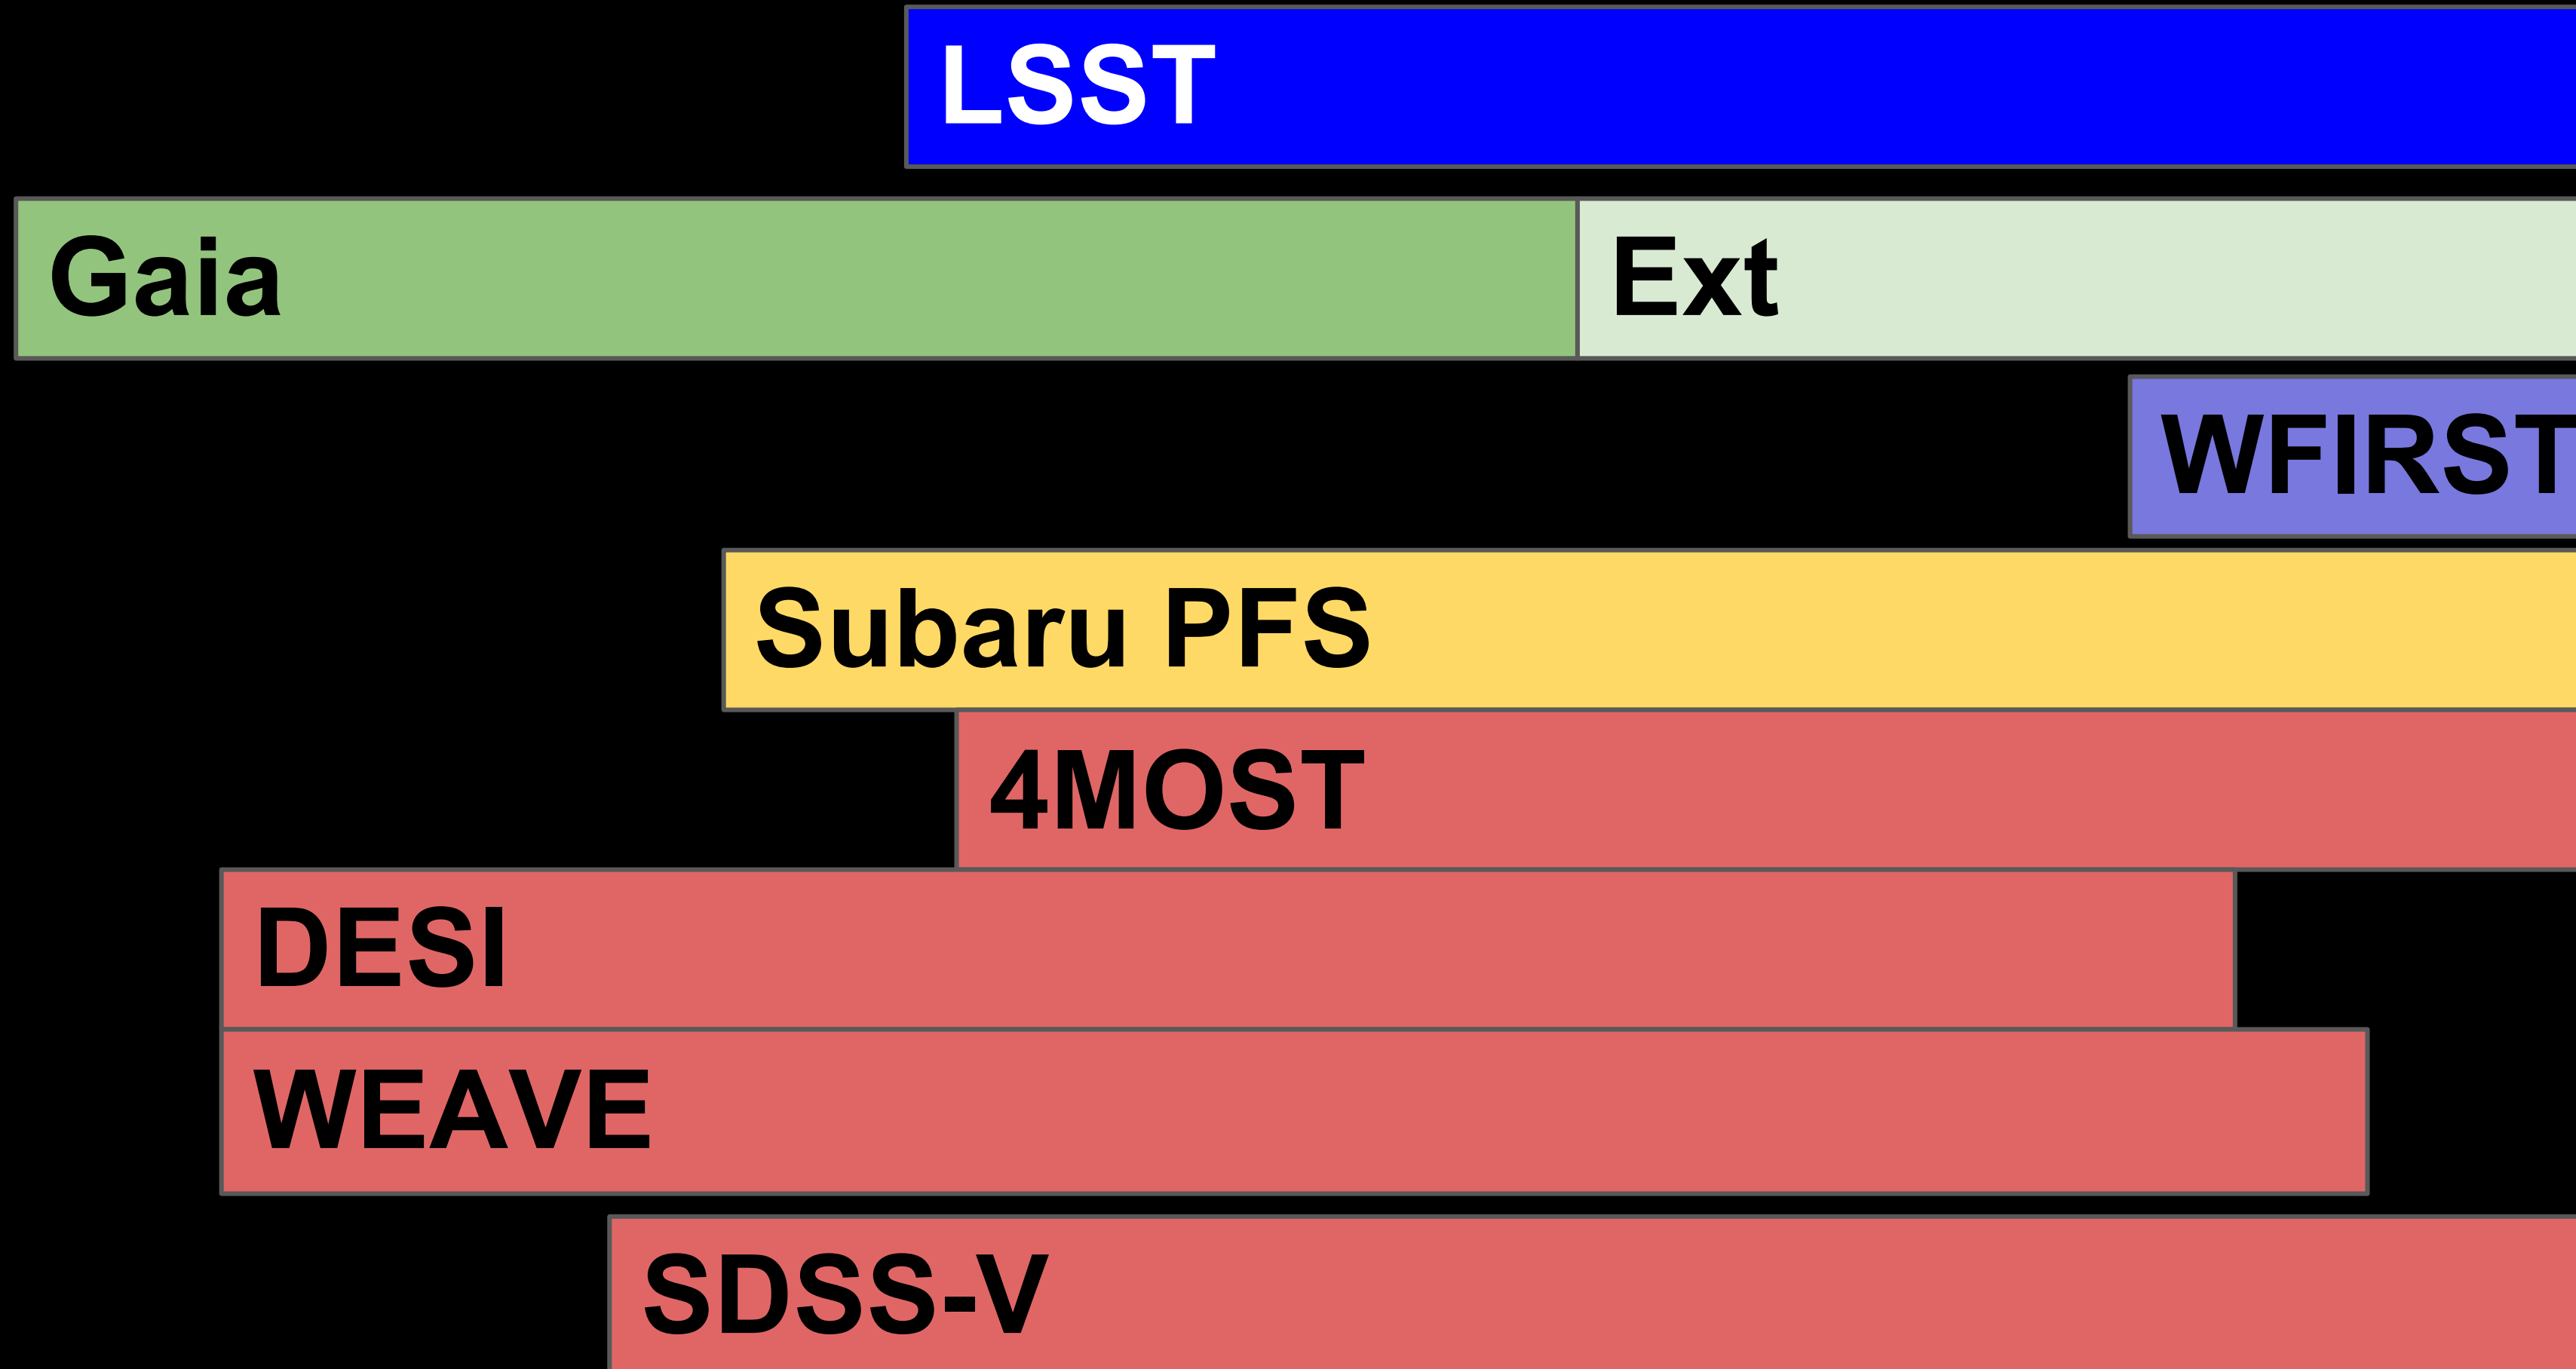 LSST
Gaia
Ext
WFIRST
Subaru PFS
4MOST
DESI
WEAVE
SDSS-V